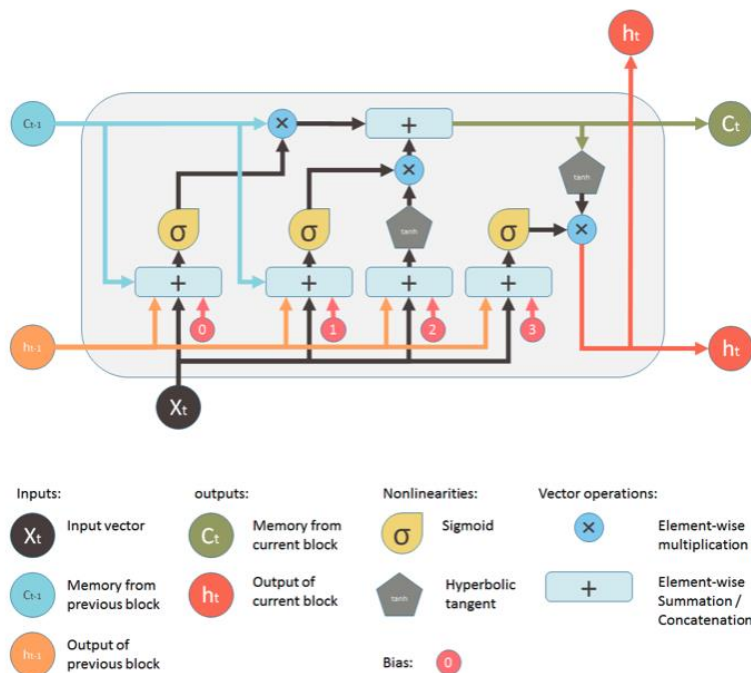 ht
Ct-1
×
+
Ct
tanh
×
σ
σ
tanh
σ
×
+
+
+
+
0
1
2
3
ht-1
ht
Xt
Inputs:
outputs:
Nonlinearities:
Vector operations:
Xt
Input vector
Ct
Memory from
current block
σ
Sigmoid
×
Element-wise
multiplication
Ct-1
Memory from
previous block
ht
Output of
current block
tanh
Hyperbolic
tangent
+
Element-wise
Summation /
Concatenation
ht-1
Output of
previous block
Bias:
0